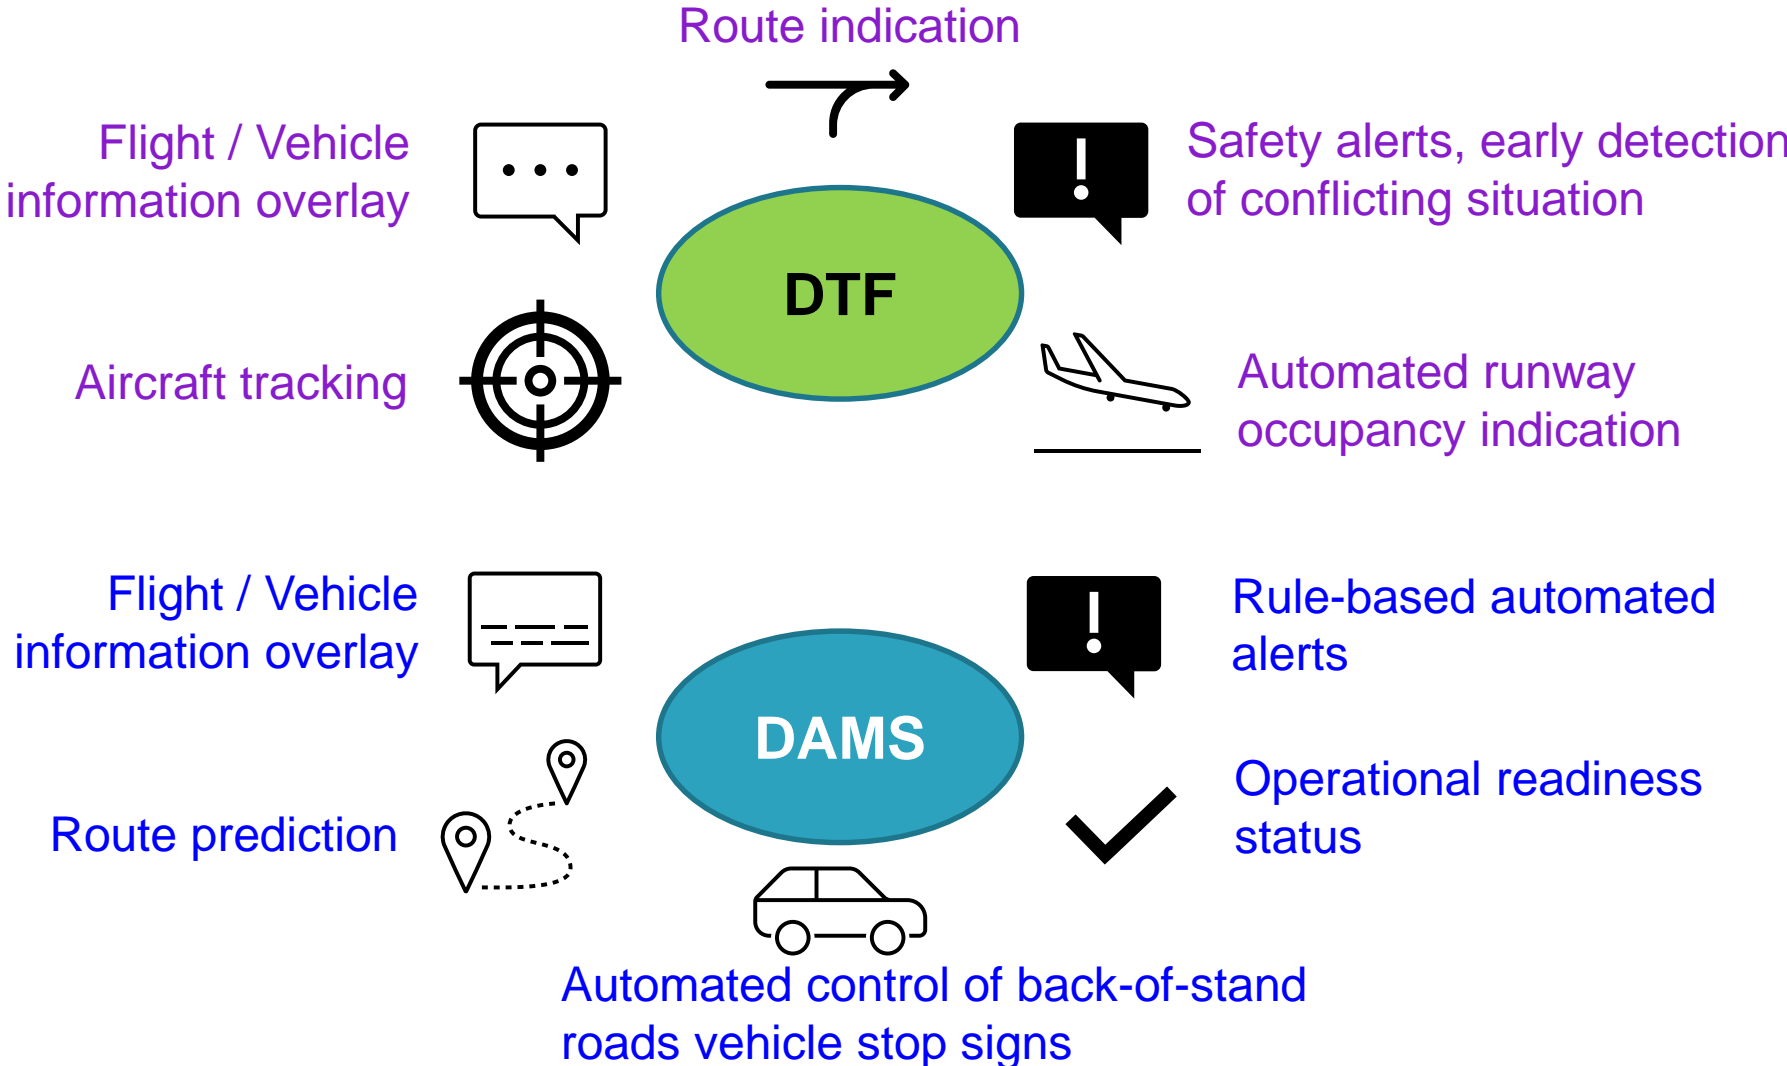 Route indication
Flight / Vehicle
information overlay
Safety alerts, early detection
of conflicting situation
DTF
Aircraft tracking
Automated runway
occupancy indication
Flight / Vehicle
information overlay
Rule-based automated
alerts
DAMS
Route prediction
Operational readiness
status
Automated control of back-of-stand
roads vehicle stop signs